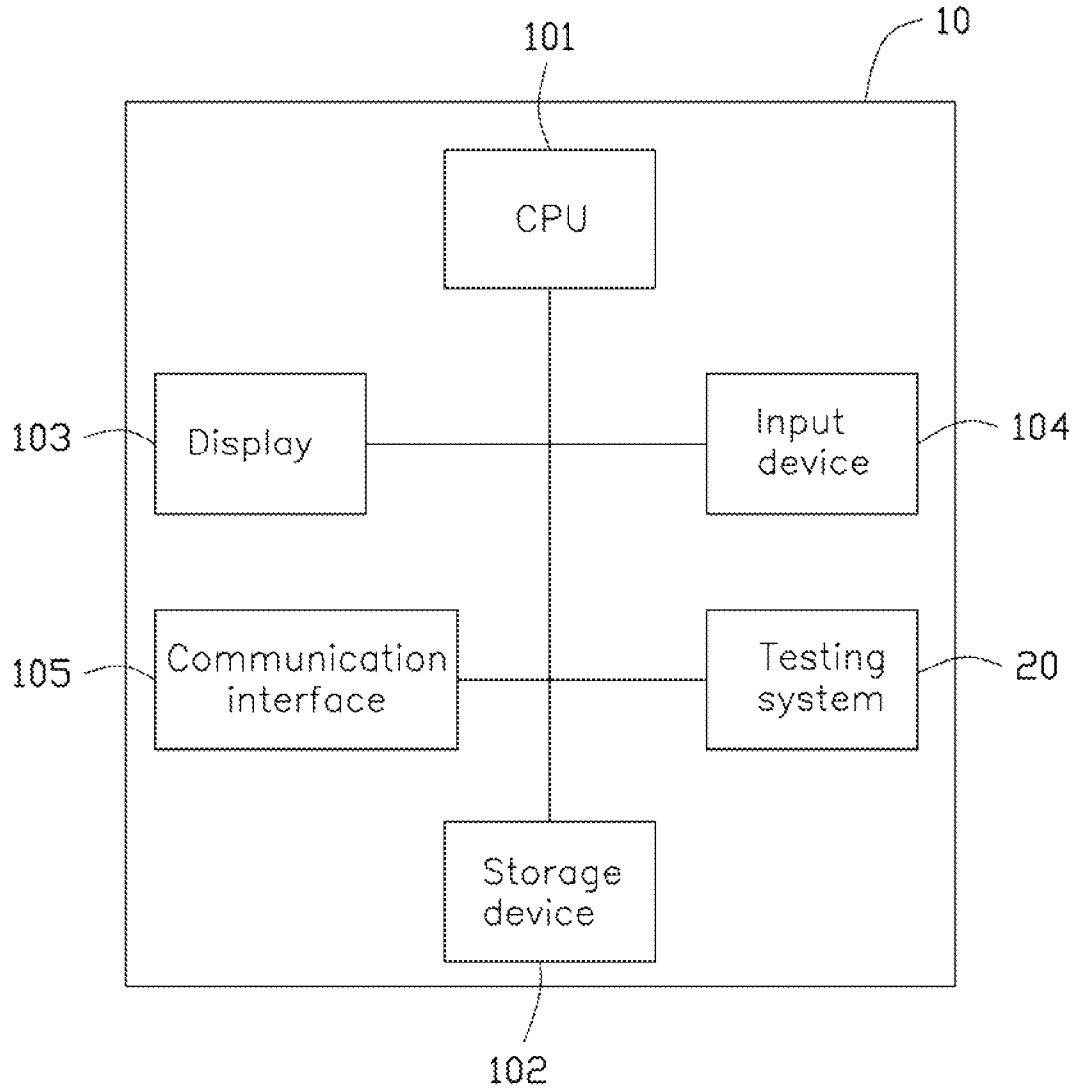 10
101
CPU
103
Display
Input
device
104
105
Communication
interface
Testing
system
20
Storage
device
102